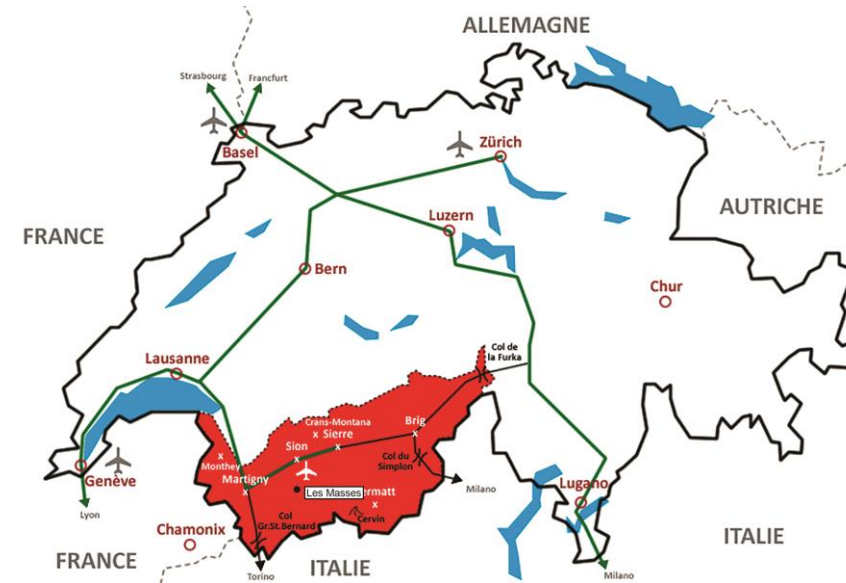 ALLEMAGNE
Strasbourg
Francfurt
Basel
Zürich
Luzern
AUTRICHE
FRANCE
Bern
Chur
Lausanne
Col de
la Furka
Crans-Montana
Sierre
Brig
Sion
Monthey
Col du
Simplon
Genève
Martigny
Les Masses
ermatt
Milano
Lugano
Lyon
Col
Gr.St.Bernard
Cervin
Chamonix
ITALIE
FRANCE
Torino
ITALIE
Milano